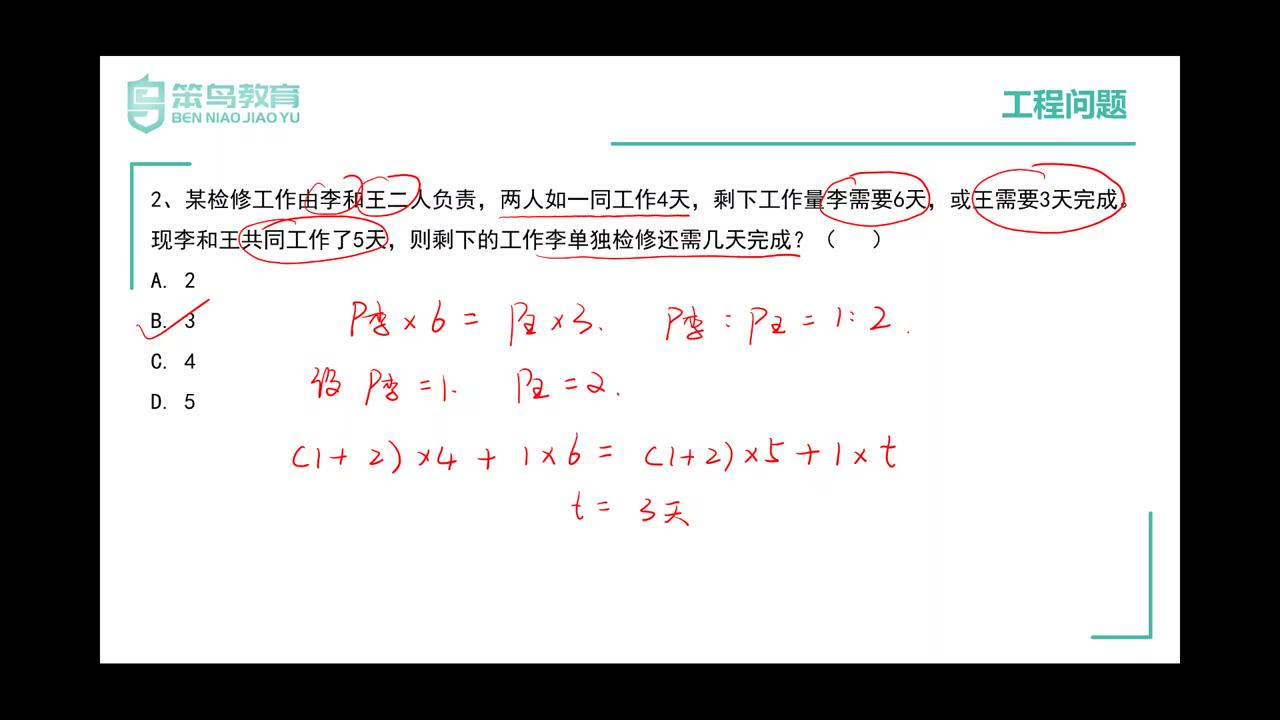 笨鸟教育
BEN NIAO JIAO YU
工程问题
2、某检修工作由李和王二人负责，两人如一同工作4天，剩下工作量李需要6天，或王需要3天完成。
现李和王共同工作了5天，则剩下的工作李单独检修还需几天完成？（ ）
A. 2
B. 3
C. 4
D. 5
P李×6 = P王×3. P李:P王 = 1:2.
设 P李 = 1. P王 = 2.
(1+2)×4 + 1×6 = (1+2)×5 + 1×t
t = 3天